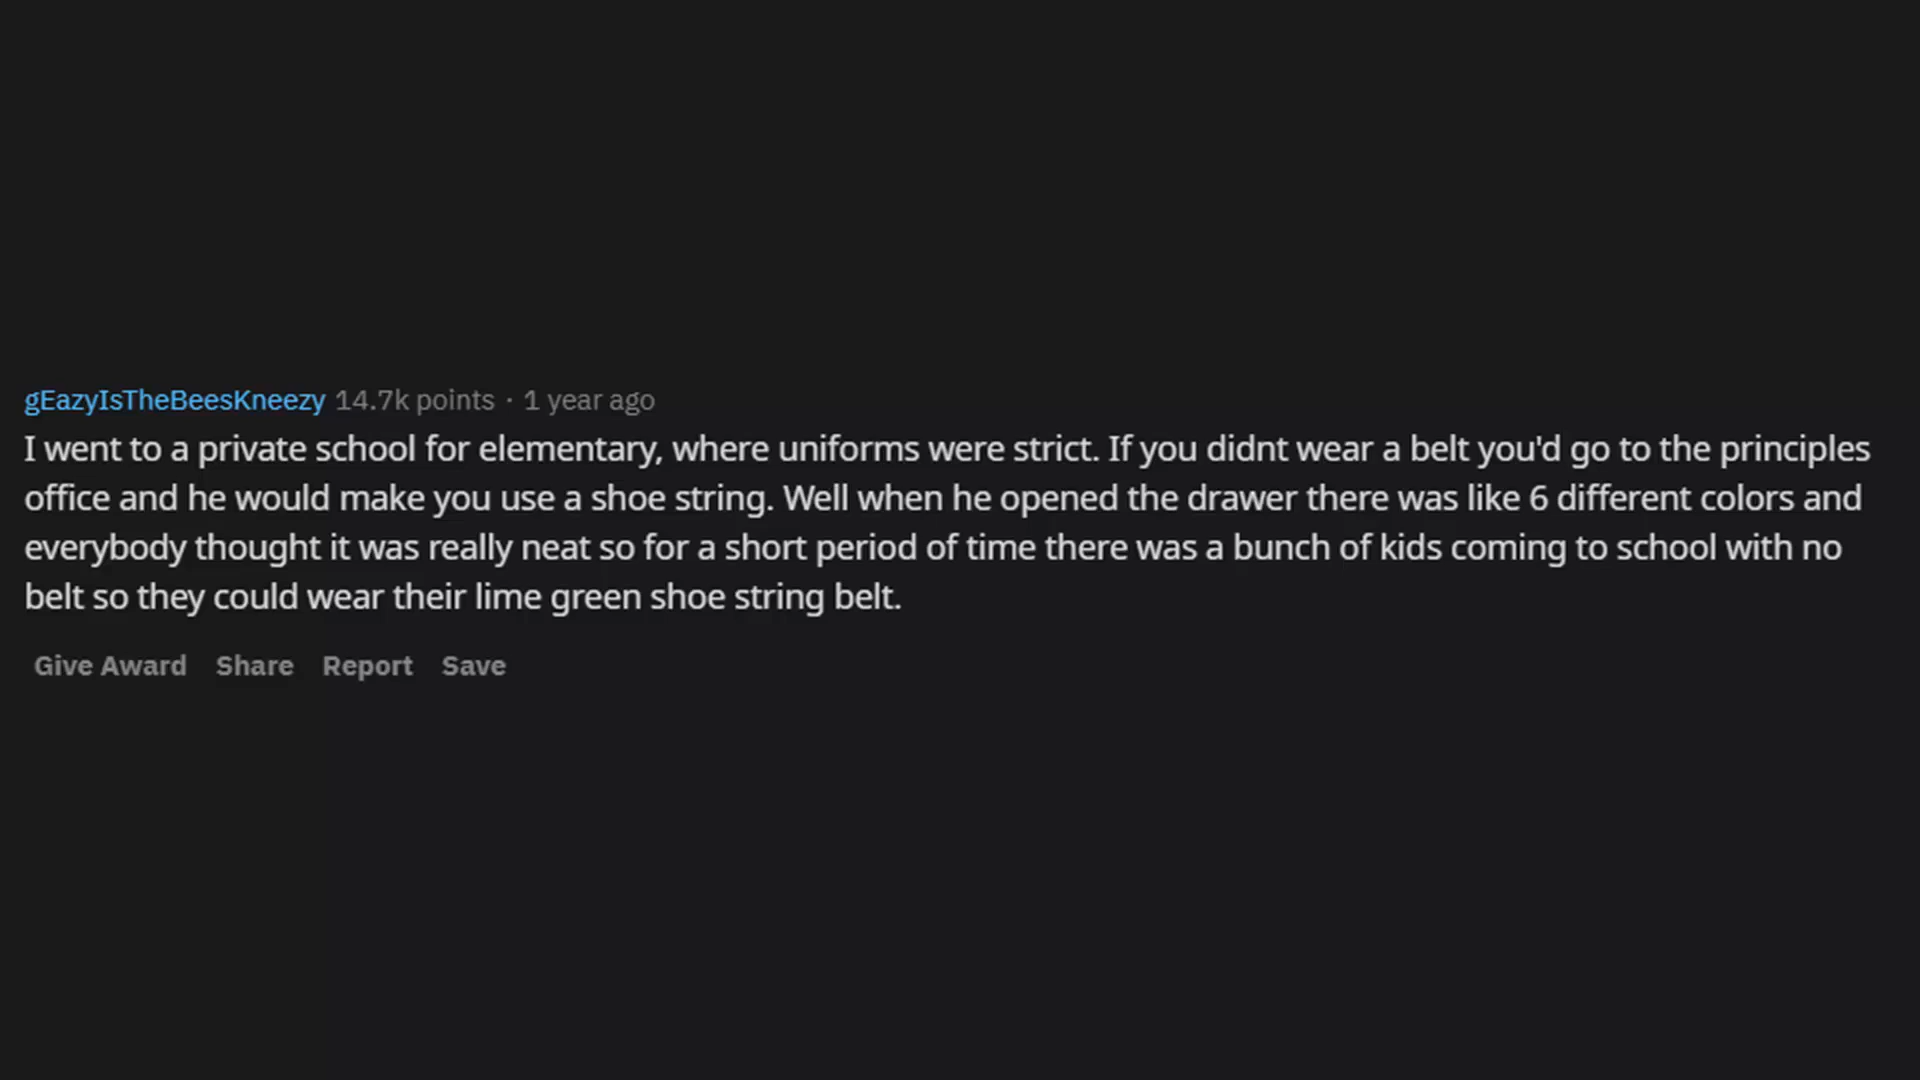 gEazyIsTheBeesKneezy 14.7k points · 1 year ago
I went to a private school for elementary, where uniforms were strict. If you didnt wear a belt you'd go to the principles
office and he would make you use a shoe string. Well when he opened the drawer there was like 6 different colors and
everybody thought it was really neat so for a short period of time there was a bunch of kids coming to school with no
belt so they could wear their lime green shoe string belt.
Give Award Share Report Save